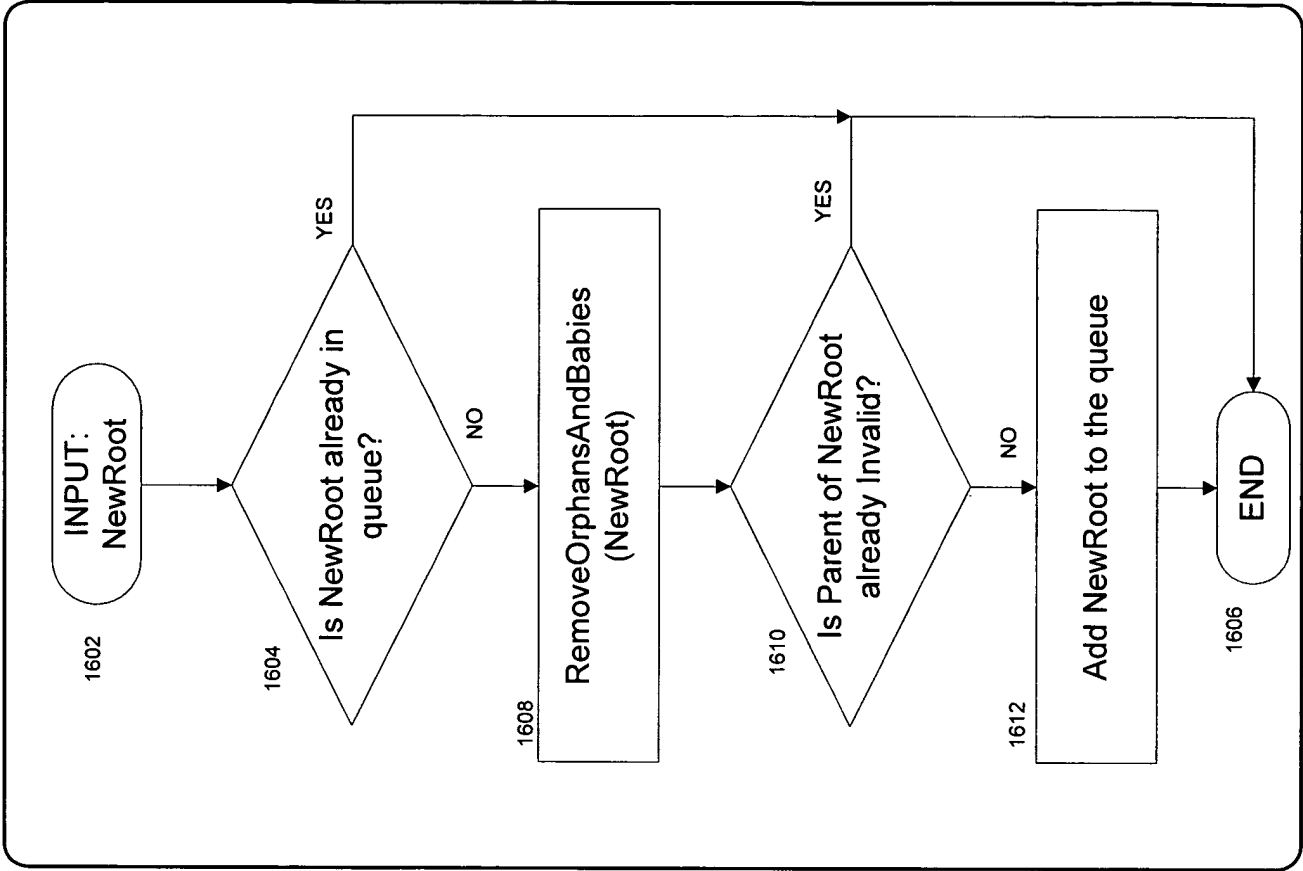 INPUT:
NewRoot
1602
Is NewRoot already in
queue?
1604
YES
NO
RemoveOrphansAndBabies
(NewRoot)
1608
Is Parent of NewRoot
already Invalid?
1610
YES
NO
Add NewRoot to the queue
1612
END
1606